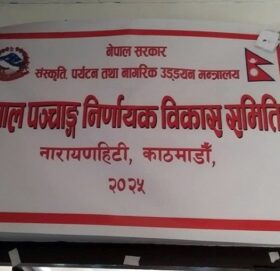 नेपाल सरकार
संस्कृति, पर्यटन तथा नागरिक उड्डयन मन्त्रालय
पाल पञ्चाङ्ग निर्णायक विकास समिति
नारायणहिटी, काठमाडौँ,
२०२५